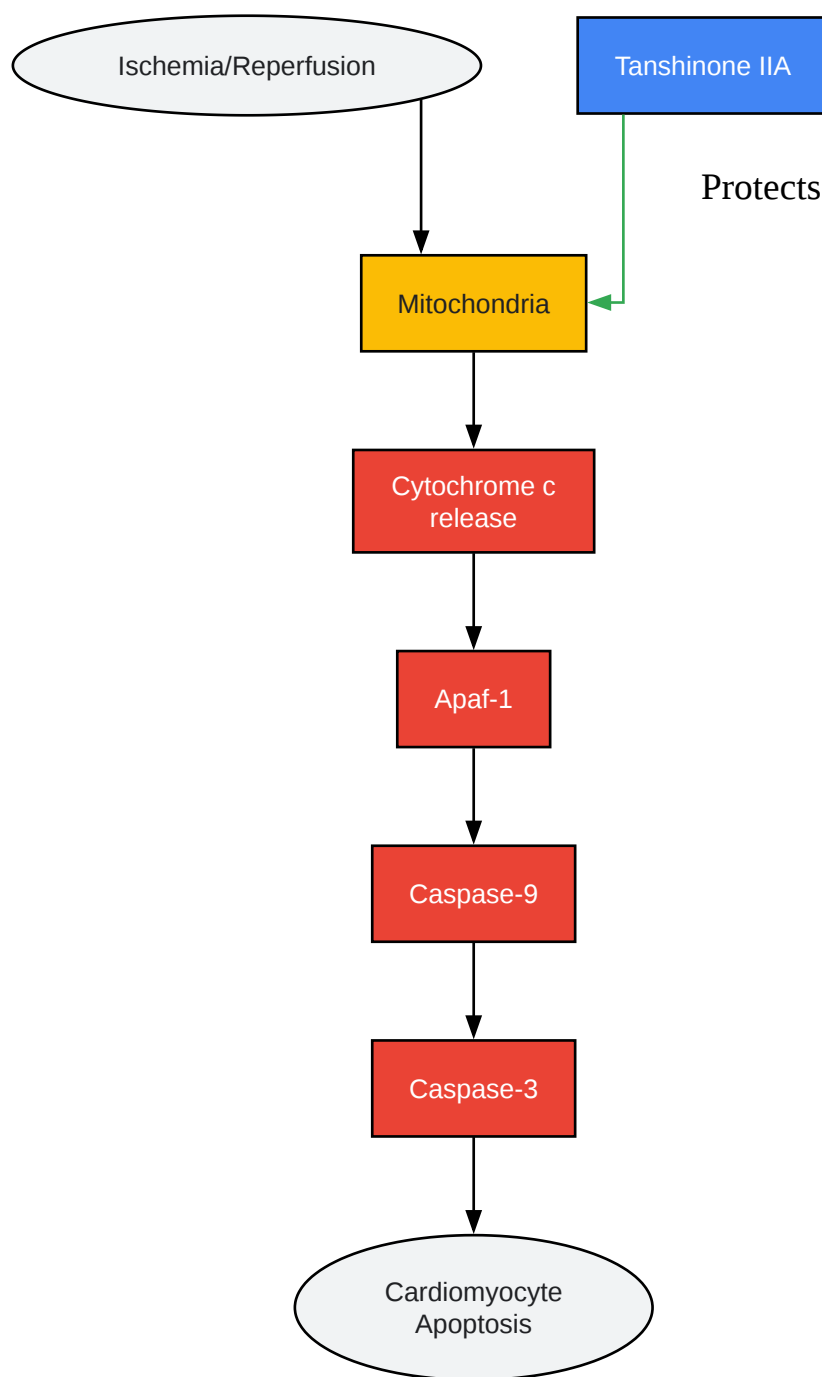 Ischemia/Reperfusion
Tanshinone IIA
Protects
Mitochondria
Cytochrome c
release
Apaf-1
Caspase-9
Caspase-3
Cardiomyocyte
Apoptosis